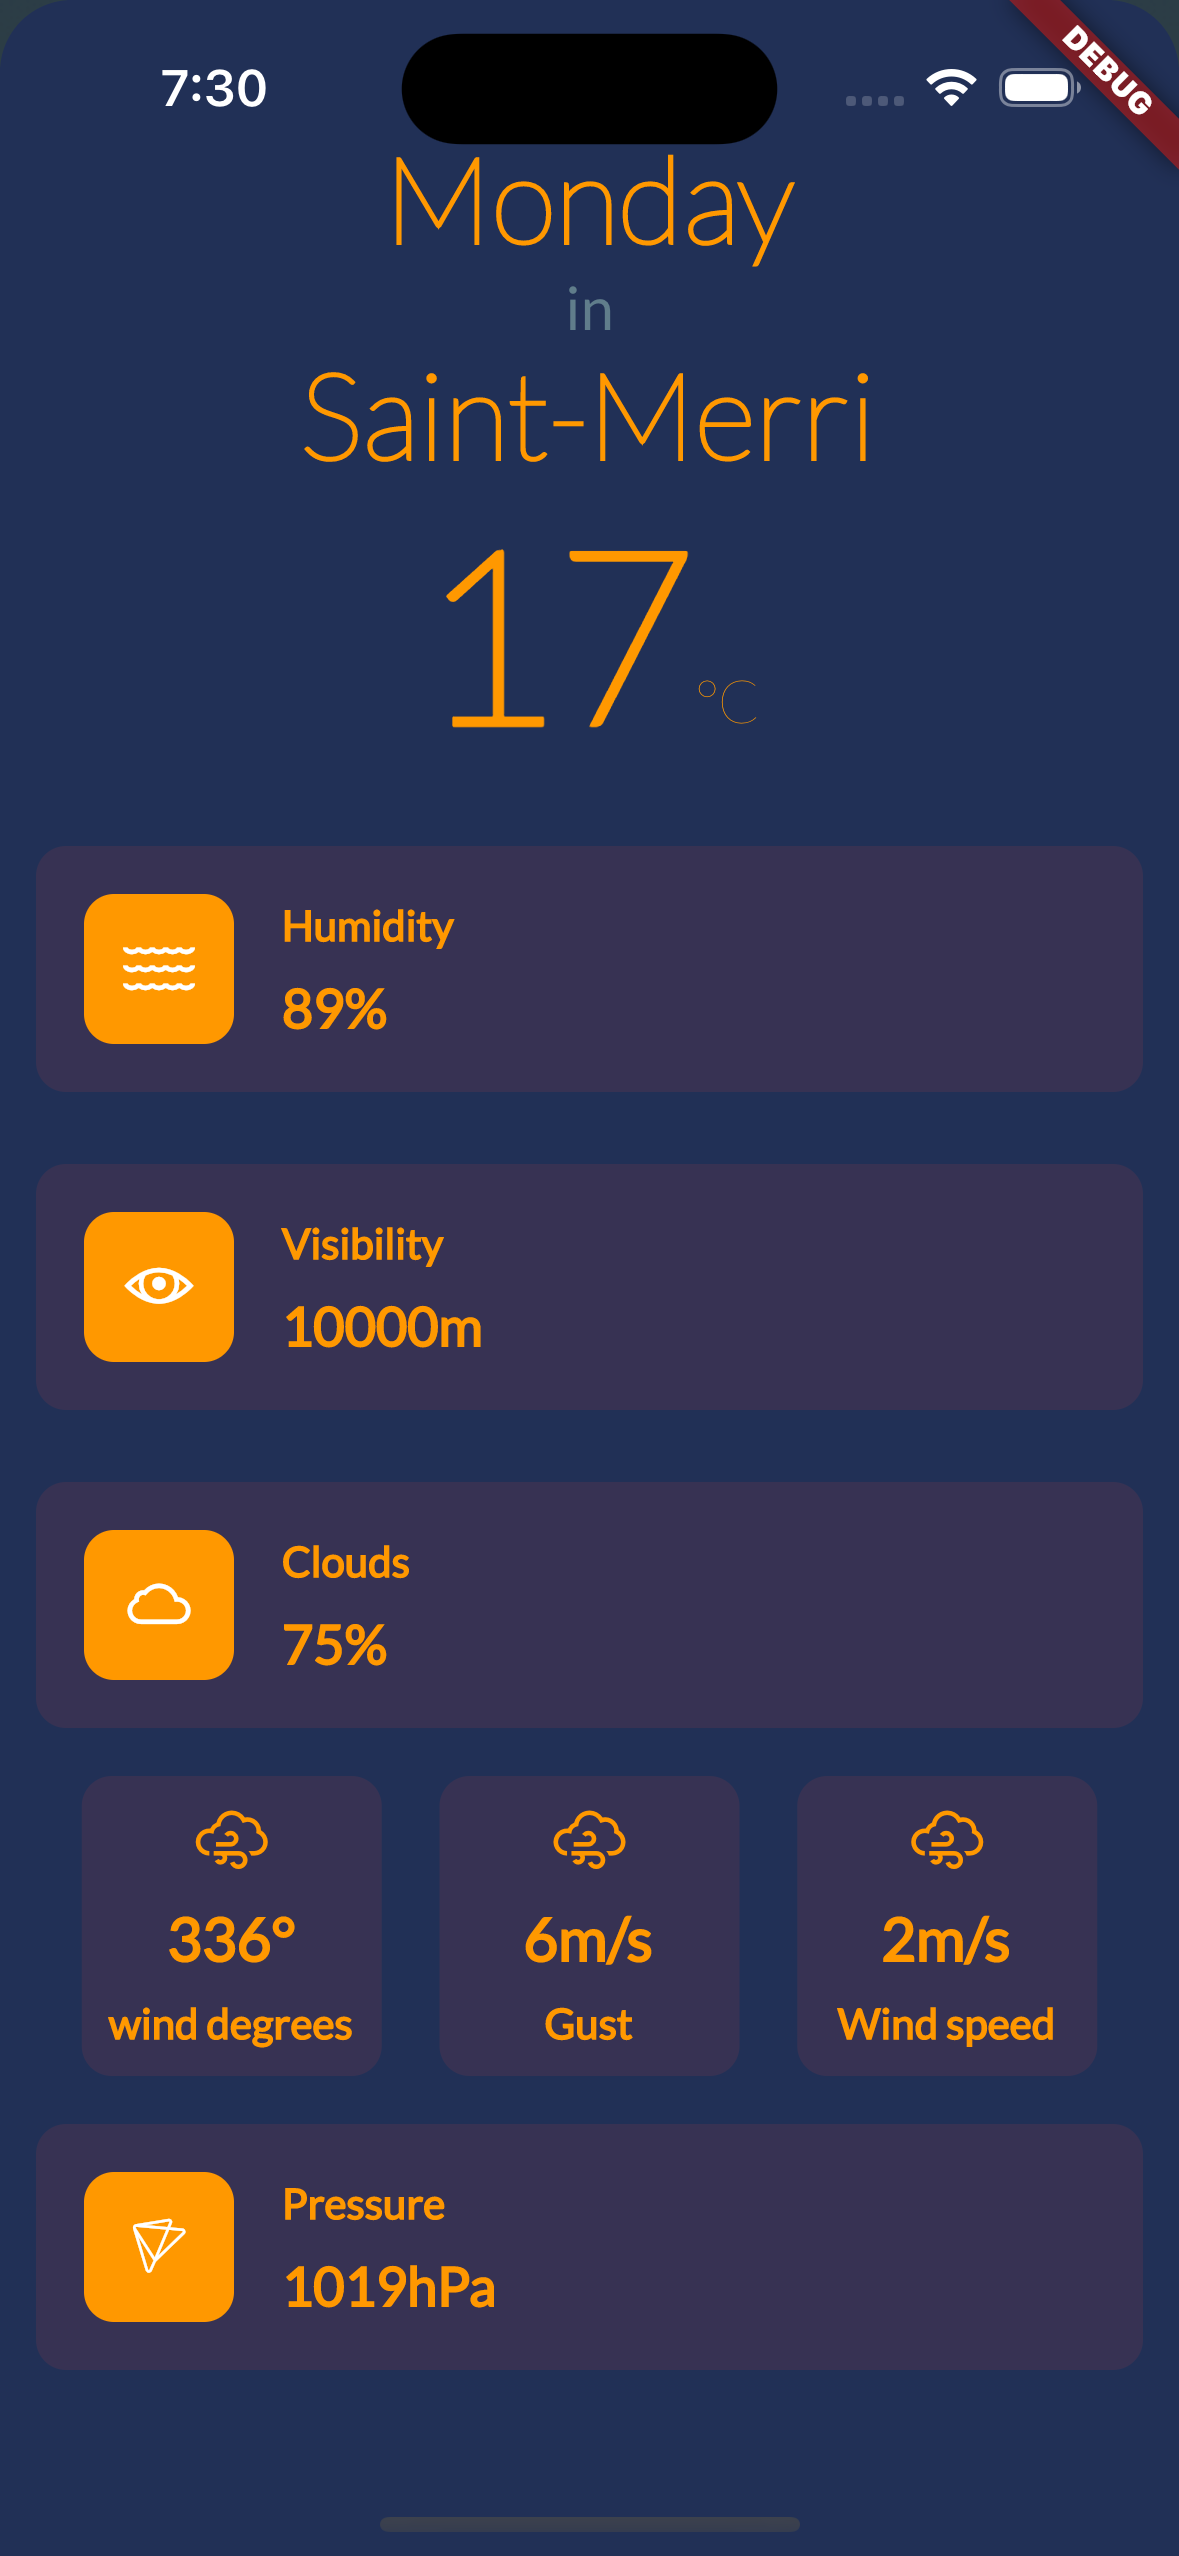 7:30
DEBUG
Monday
in
Saint-Merri
17°C
Humidity
89%
Visibility
10000m
Clouds
75%
336° 6m/s 2m/s
wind degrees Gust Wind speed
Pressure
1019hPa